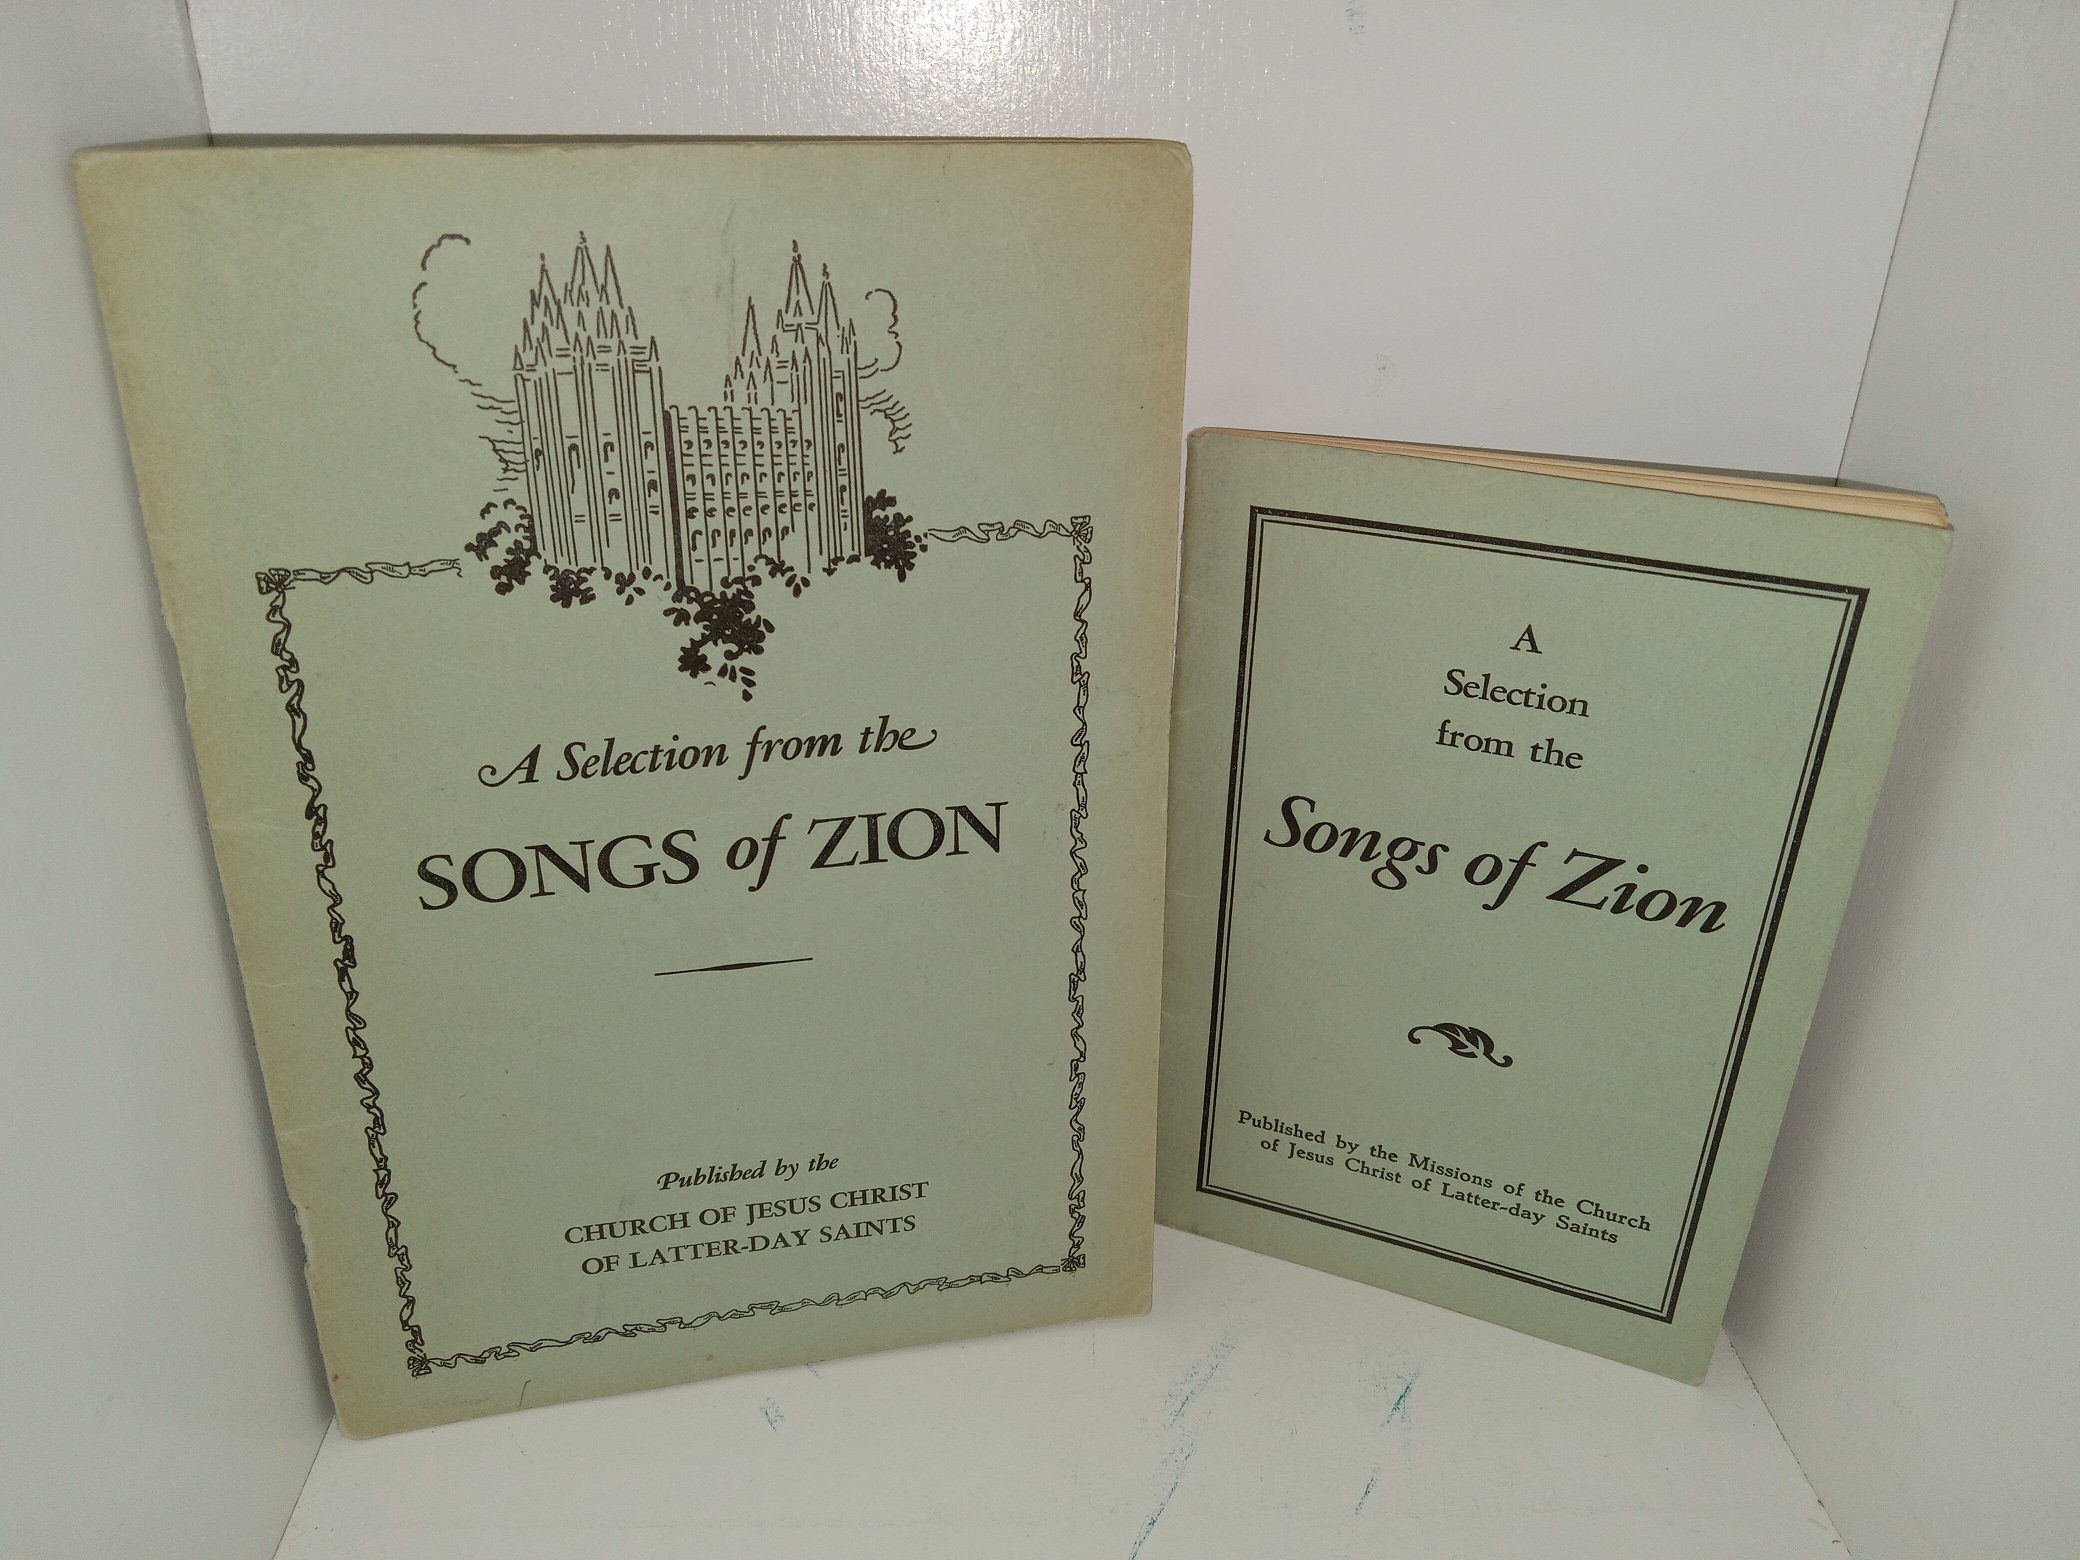 A Selection from the
SONGS of ZION
Published by the
CHURCH OF JESUS CHRIST
OF LATTER-DAY SAINTS
A
Selection
from the
Songs of Zion
Published by the Missions of the Church
of Jesus Christ of Latter-day Saints